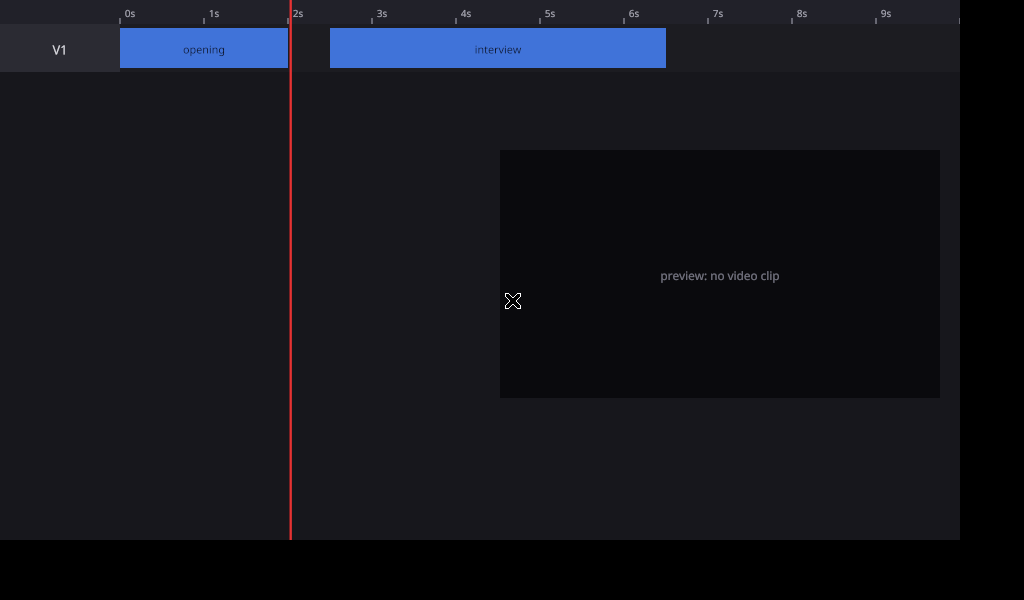 0s 1s 2s 3s 4s 5s 6s 7s 8s 9s
V1 opening interview
preview: no video clip